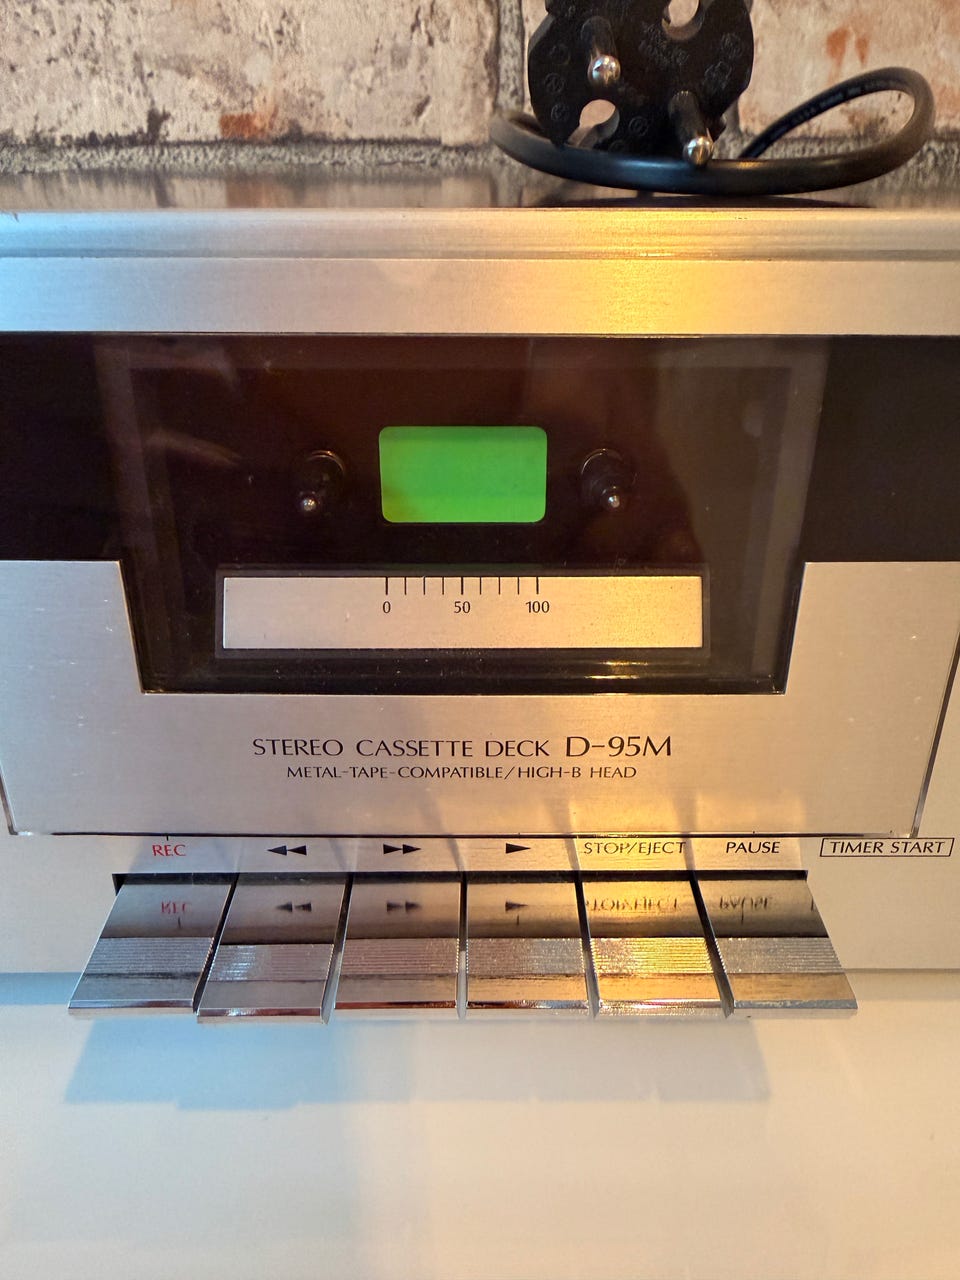 0 50 100
STEREO CASSETTE DECK D-95M
METAL-TAPE-COMPATIBLE/HIGH-B HEAD
REC ◀◀ ▶▶ ▶ STOP/EJECT PAUSE TIMER START